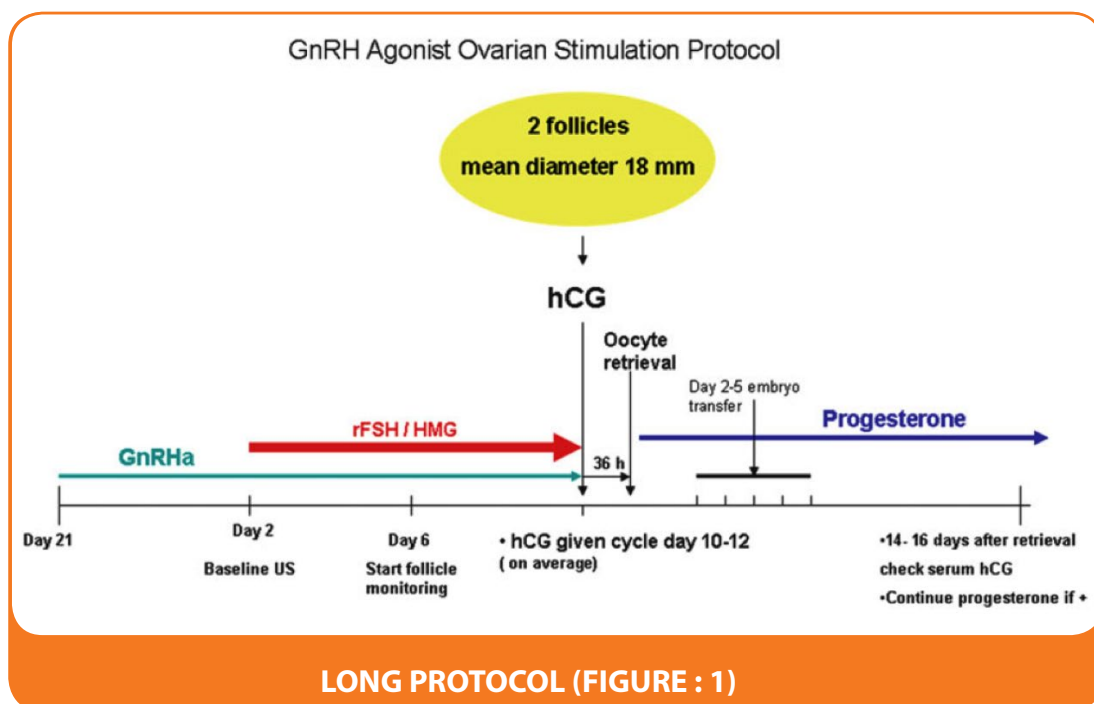 GnRH Agonist Ovarian Stimulation Protocol
2 follicles
mean diameter 18 mm
hCG
Oocyte
retrieval
Day 2-5 embryo
transfer
Progesterone
rFSH / HMG
GnRHa
36 h
Day 21
Day 2
Baseline US
Day 6
Start follicle
monitoring
• hCG given cycle day 10-12
( on average)
•14- 16 days after retrieval
check serum hCG
•Continue progesterone if +
LONG PROTOCOL (FIGURE : 1)